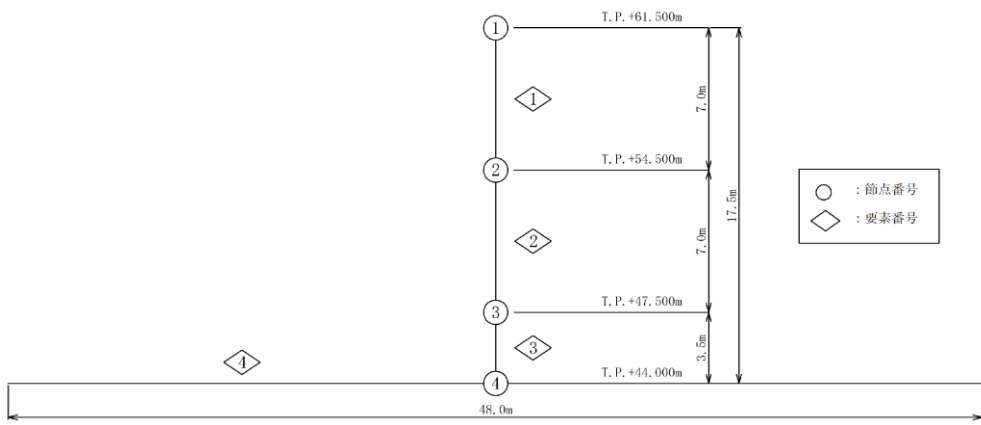 T.P.+61.500m
1
1
7.0m
T.P.+54.500m
2
17.5m
○ :節点番号
◇ :要素番号
2
7.0m
T.P.+47.500m
3
3
3.5m
4
T.P.+44.000m
4
48.0m